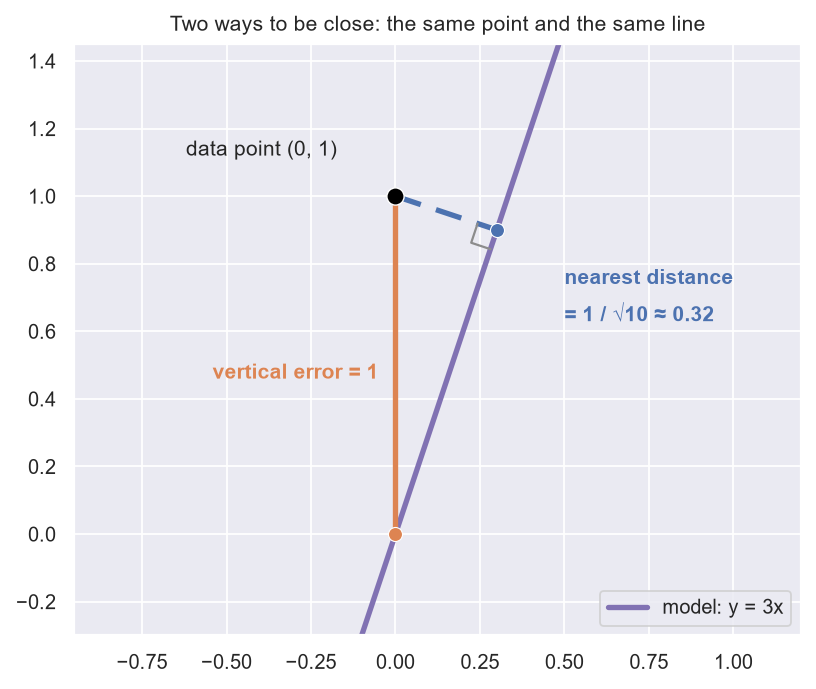 Two ways to be close: the same point and the same line
1.4
1.2
data point (0, 1)
1.0
0.8
nearest distance
= 1 / √10 ≈ 0.32
0.6
vertical error = 1
0.4
0.2
0.0
−0.2
model: y = 3x
−0.75 −0.50 −0.25 0.00 0.25 0.50 0.75 1.00